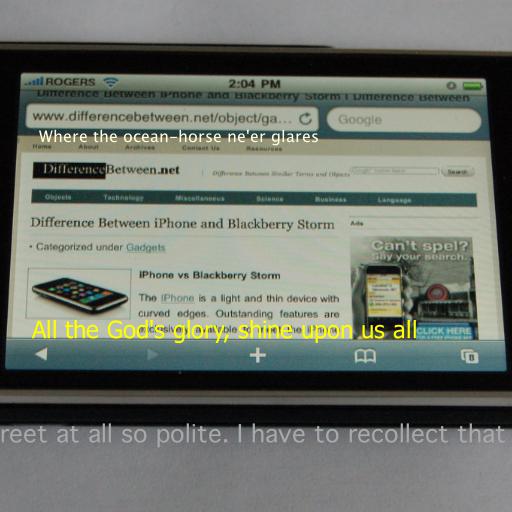 ROGERS 2:04 PM
Difference Between iPhone and Blackberry Storm | Difference Between
www.differencebetween.net/object/ga... Google
Where the ocean-horse ne'er glares
Home About Archives Contact Us Resources
DifferenceBetween.net Difference Between Similar Terms and Objects Search
Objects Technology Miscellaneous Science Business Language
Difference Between iPhone and Blackberry Storm
Ads
• Categorized under Gadgets
Can't spel?
Say your search.
iPhone vs Blackberry Storm
The iPhone is a light and thin device with
curved edges. Outstanding features are
All the God's glory, shine upon us all
CLICK HERE
8
reet at all so polite. I have to recollect that